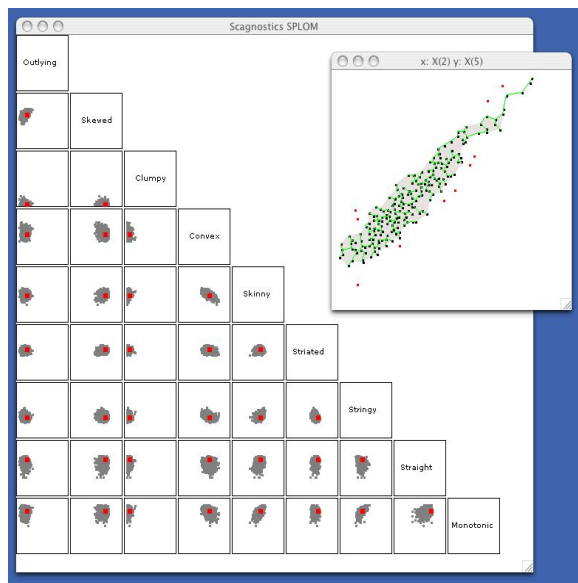 Scagnostics SPLOM
x: X(2) y: X(5)
Outlying
Skewed
Clumpy
Convex
Skinny
Striated
Stringy
Straight
Monotonic